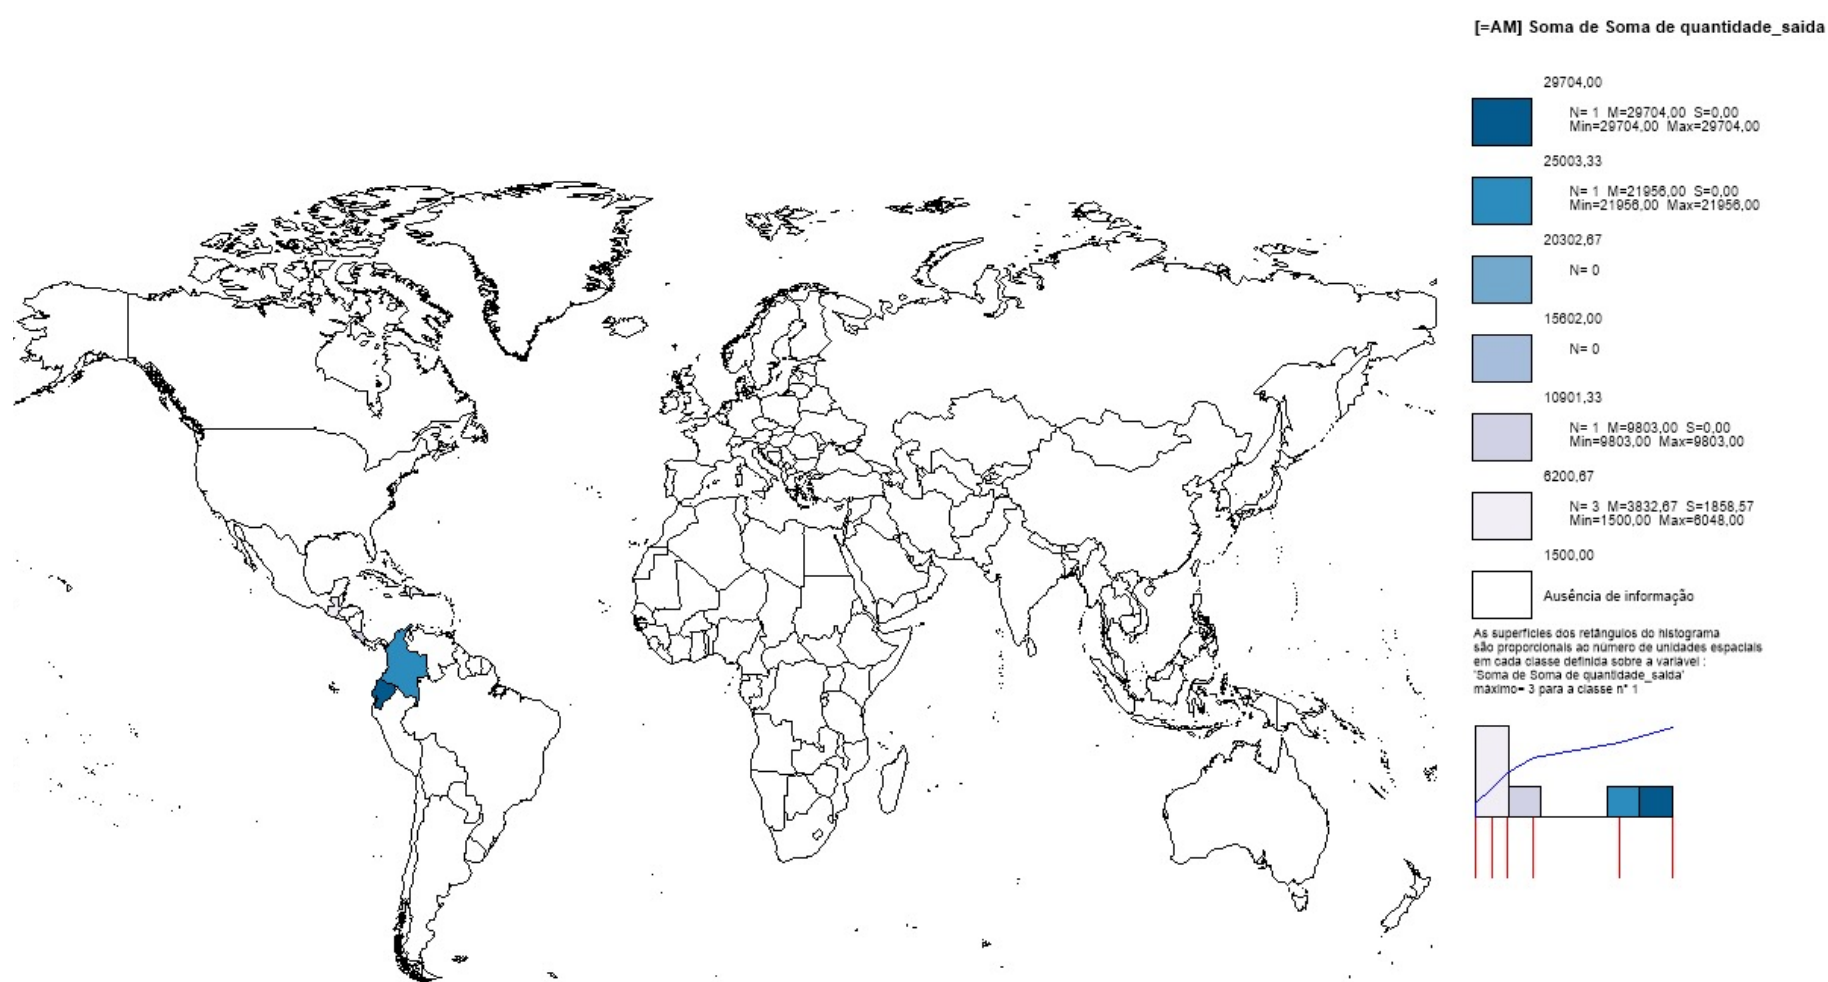 [=AM] Soma de Soma de quantidade_saida
29704,00
N= 1 M=29704,00 S=0,00
Min=29704,00 Max=29704,00
25003,33
N= 1 M=21956,00 S=0,00
Min=21956,00 Max=21956,00
20302,67
N= 0
15602,00
N= 0
10901,33
N= 1 M=9803,00 S=0,00
Min=9803,00 Max=9803,00
6200,67
N= 3 M=3832,67 S=1858,57
Min=1500,00 Max=6048,00
1500,00
Ausência de informação
As superfícies dos retângulos do histograma
são proporcionais ao número de unidades espaciais
em cada classe definida sobre a variável :
'Soma de Soma de quantidade_saida'
máximo= 3 para a classe n° 1